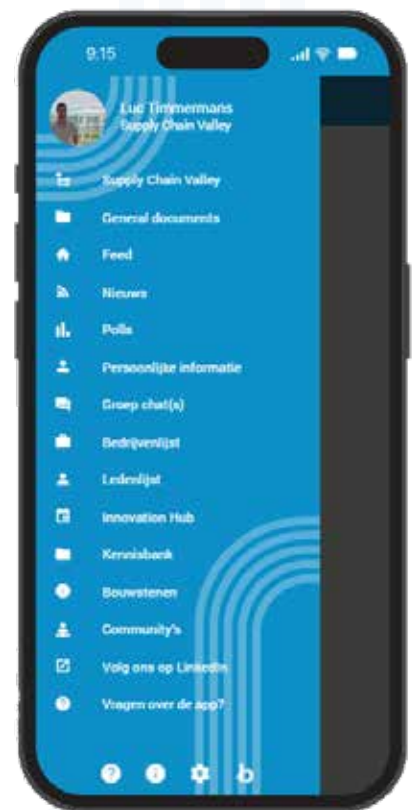 9:15
Luc Timmermans
Supply Chain Valley
Supply Chain Valley
General documents
Feed
Nieuws
Polls
Persoonlijke informatie
Groep chat(s)
Bedrijvenlijst
Ledenlijst
Innovation Hub
Kennisbank
Bouwstenen
Community's
Volg ons op LinkedIn
Vragen over de app?